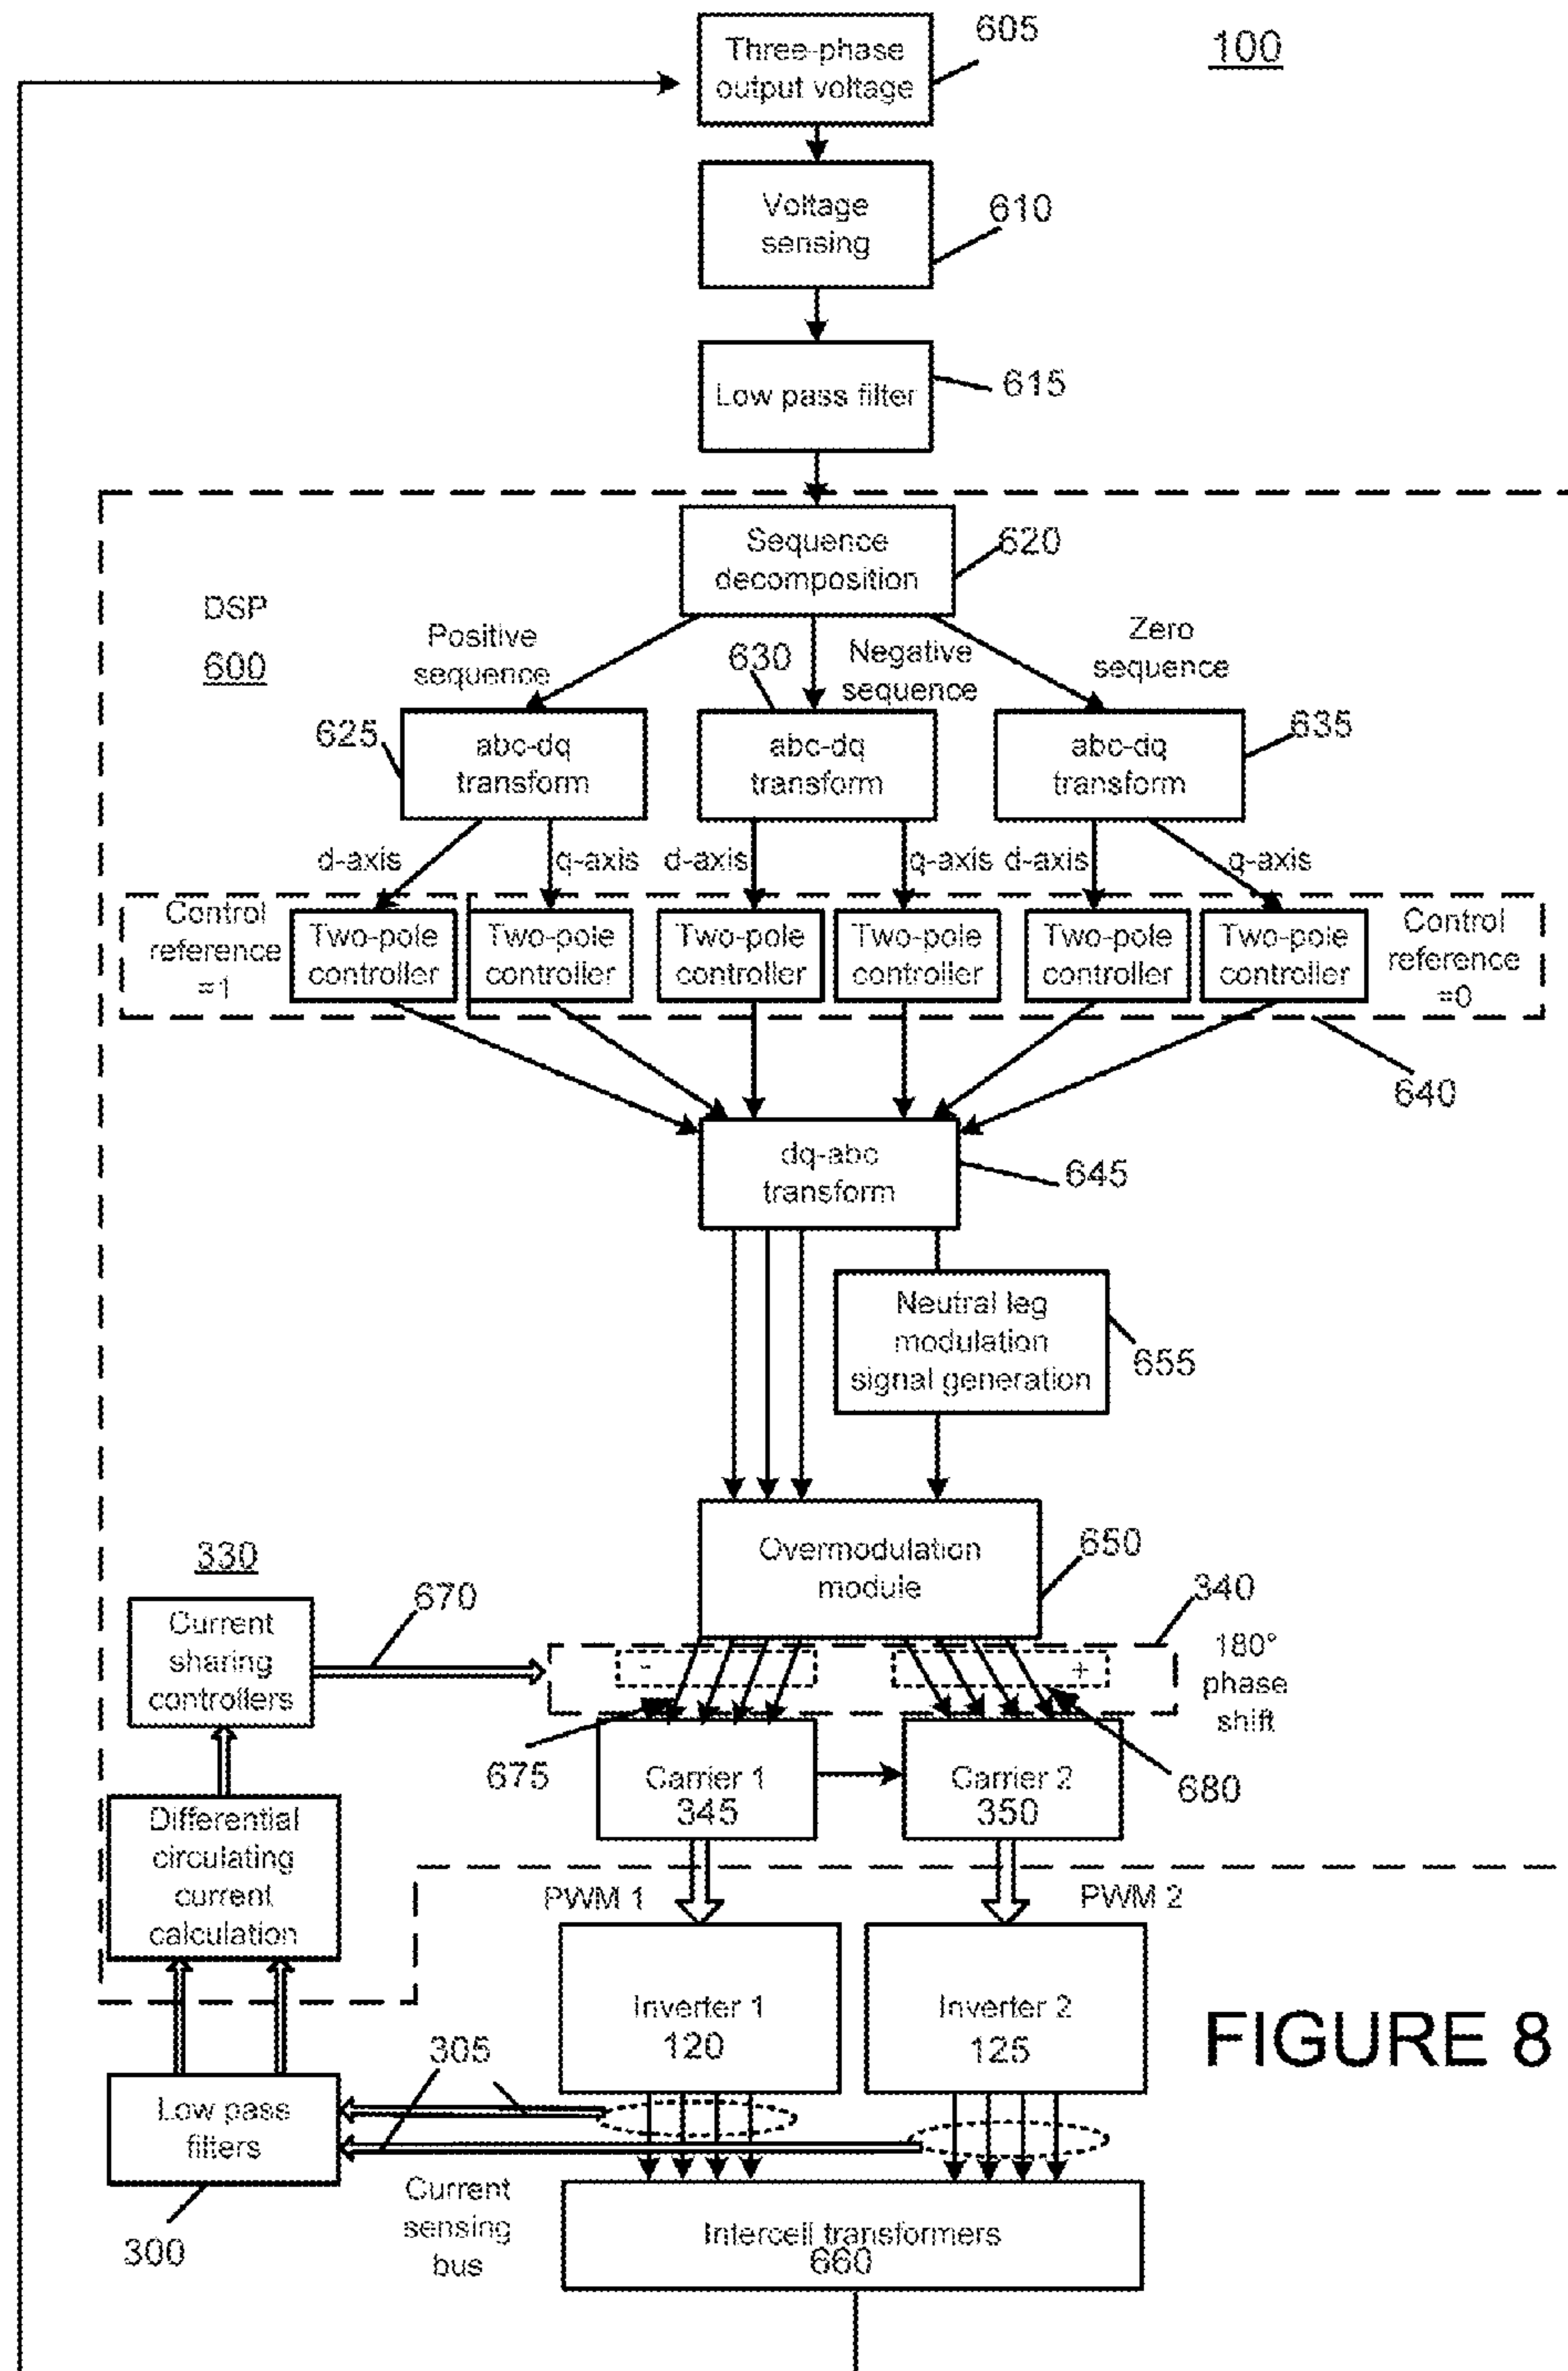 Three-phase
output voltage
605
100
Voltage
sensing
610
Low pass filter
615
Sequence
decomposition
620
DSP
600
Positive
sequence
630
Negative
sequence
Zero
sequence
625
abc-dq
transform
abc-dq
transform
abc-dq
transform
635
d-axis
q-axis
d-axis
q-axis
d-axis
q-axis
Control
reference
=1
Two-pole
controller
Two-pole
controller
Two-pole
controller
Two-pole
controller
Two-pole
controller
Two-pole
controller
Control
reference
=0
640
dq-abc
transform
645
Neutral leg
modulation
signal generation
655
Overmodulation
module
650
330
670
340
Current
sharing
controllers
-
+
180°
phase
shift
675
Carrier 1
345
Carrier 2
350
680
Differential
circulating
current
calculation
PWM 1
PWM 2
Inverter 1
120
Inverter 2
125
FIGURE 8
305
Low pass
filters
300
Current
sensing
bus
Intercell transformers
660